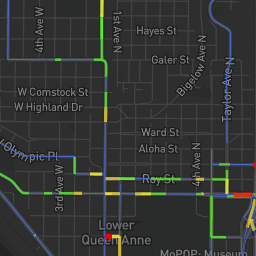 Hayes St
4th Ave W
1st Ave N
Galer St
Bigelow Ave N
Taylor Ave N
W Comstock St
W Highland Dr
Ward St
Aloha St
Olympic Pl
3rd Ave W
4th Ave N
Roy St
Lower
Queen Anne
MoPOP: Museum